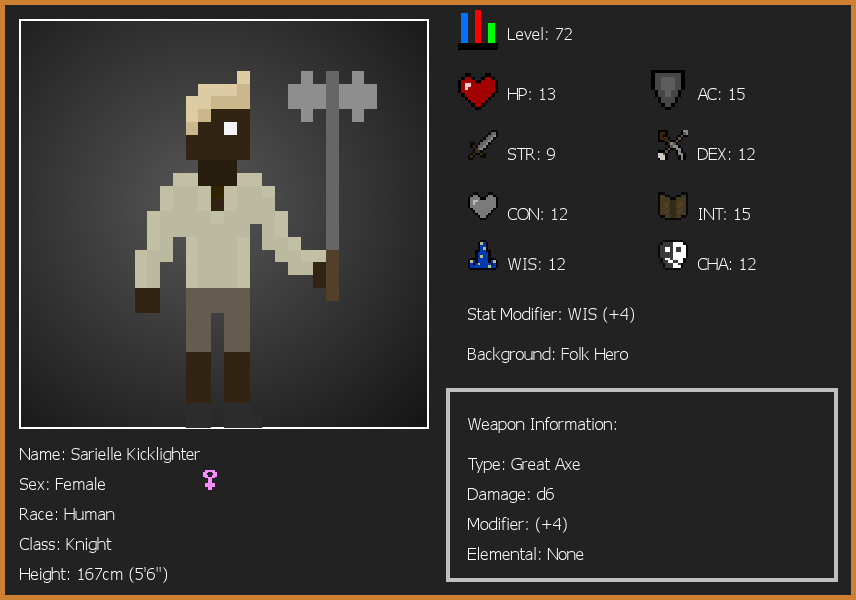 Level: 72
HP: 13
AC: 15
STR: 9
DEX: 12
CON: 12
INT: 15
WIS: 12
CHA: 12
Stat Modifier: WIS (+4)
Background: Folk Hero
Weapon Information:
Type: Great Axe
Damage: d6
Modifier: (+4)
Elemental: None
Name: Sarielle Kicklighter
Sex: Female
Race: Human
Class: Knight
Height: 167cm (5'6")